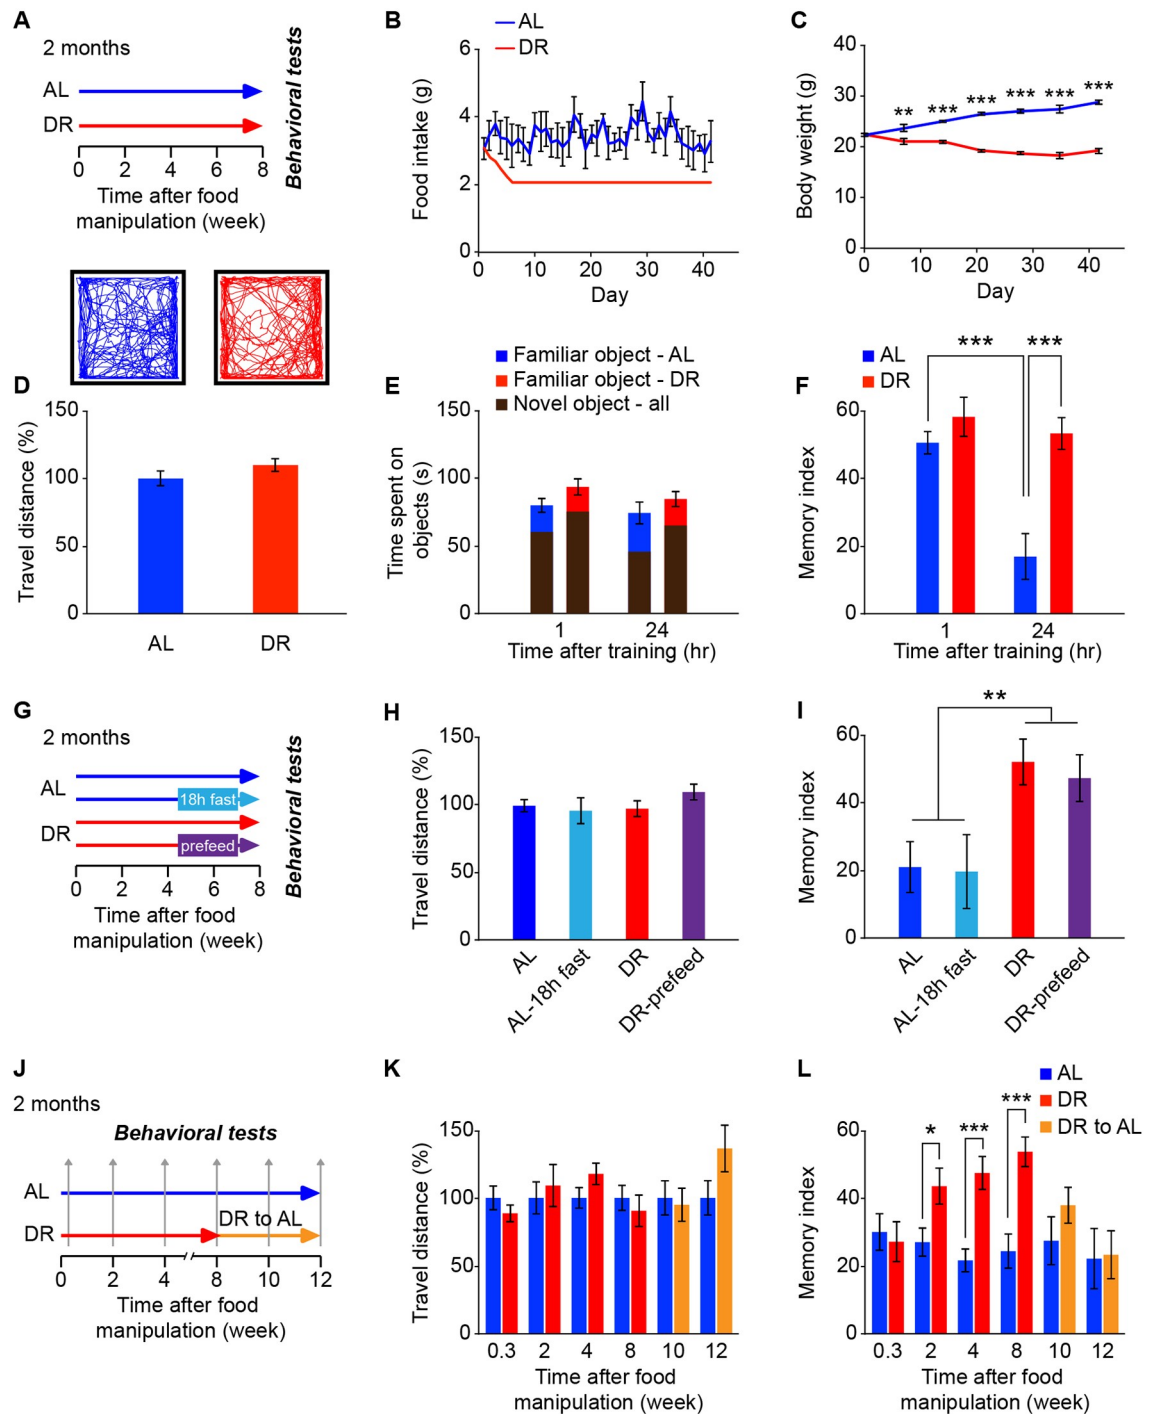 A
2 months
AL
DR
0 2 4 6 8
Time after food
manipulation (week)
Behavioral tests
B
AL
DR
Food intake (g)
6
4
2
0
0 10 20 30 40
Day
C
Body weight (g)
40
30
20
10
0
** *** *** *** *** ***
0 10 20 30 40
Day
D
Travel distance (%)
150
100
50
0
AL DR
E
Familiar object - AL
Familiar object - DR
Novel object - all
Time spent on
objects (s)
150
100
50
0
1 24
Time after training (hr)
F
AL
DR
*** ***
Memory index
60
40
20
0
1 24
Time after training (hr)
G
2 months
AL
18h fast
DR
prefeed
0 2 4 6 8
Time after food
manipulation (week)
Behavioral tests
H
Travel distance (%)
150
100
50
0
AL
AL-18h fast
DR
DR-prefeed
I
**
Memory index
60
40
20
0
AL
AL-18h fast
DR
DR-prefeed
J
2 months
Behavioral tests
AL
DR to AL
DR
0 2 4 8 10 12
Time after food
manipulation (week)
K
Travel distance (%)
150
100
50
0
0.3 2 4 8 10 12
Time after food
manipulation (week)
L
AL
DR
DR to AL
* *** ***
Memory index
60
40
20
0
0.3 2 4 8 10 12
Time after food
manipulation (week)